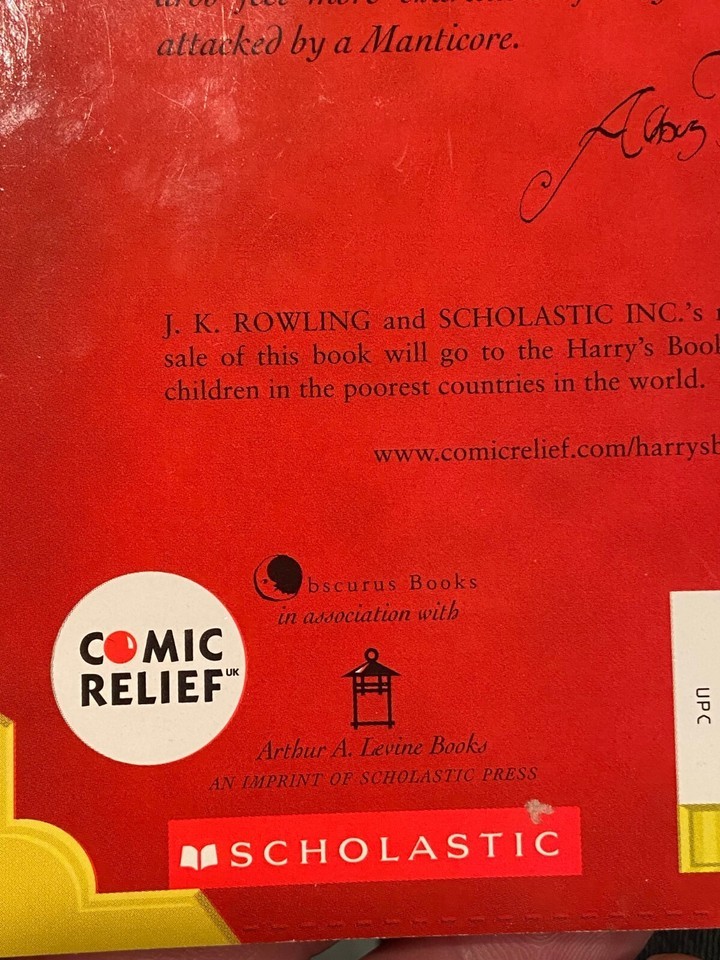 attacked by a Manticore.
J. K. ROWLING and SCHOLASTIC INC.'s
sale of this book will go to the Harry's
children in the poorest countries in the world.
www.comicrelief.com/harrysb
Obscurus Books
in association with
COMIC
RELIEF UK
Arthur A. Levine Books
AN IMPRINT OF SCHOLASTIC PRESS
SCHOLASTIC
UPC